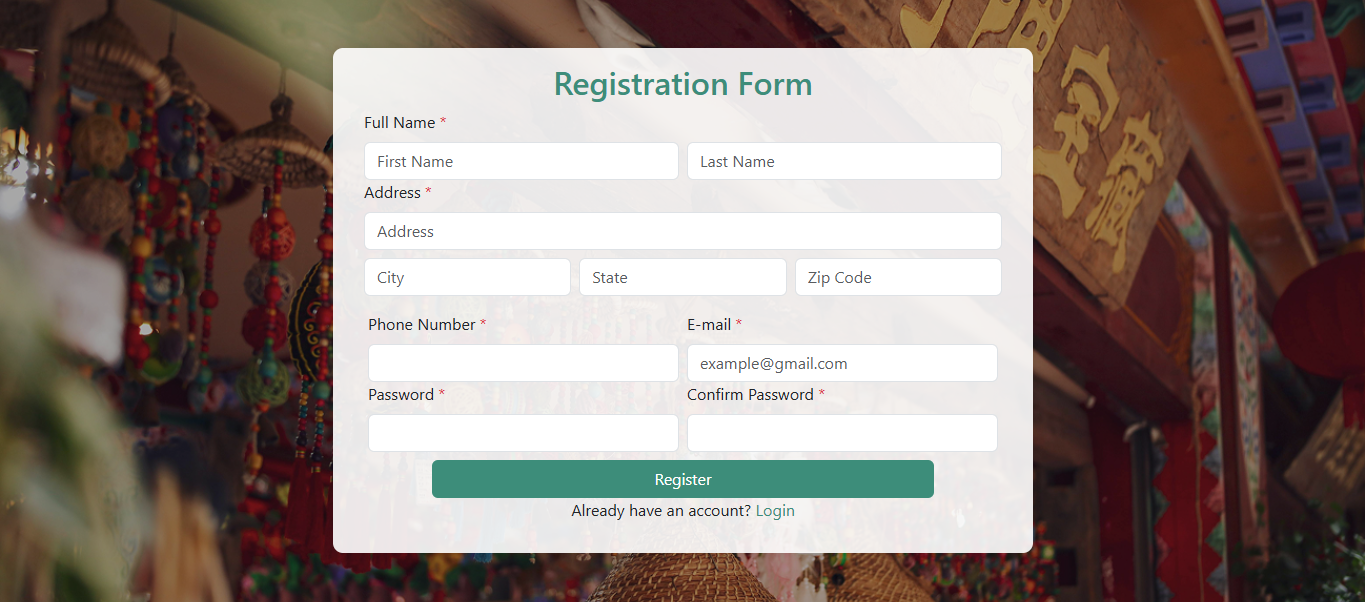 Registration Form
Full Name *
First Name Last Name
Address *
Address
City State Zip Code
Phone Number * E-mail *
example@gmail.com
Password * Confirm Password *
Register
Already have an account? Login